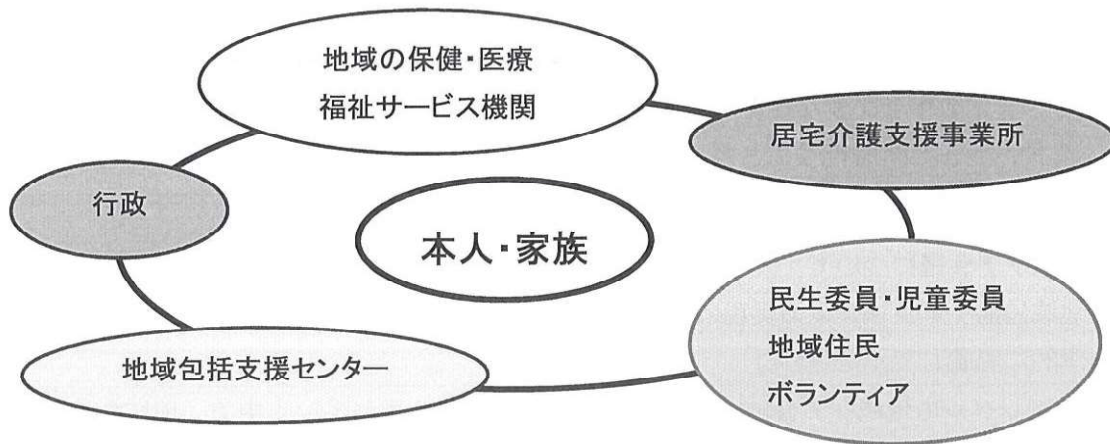 地域の保健・医療
福祉サービス機関
居宅介護支援事業所
行政
本人・家族
民生委員・児童委員
地域住民
ボランティア
地域包括支援センター